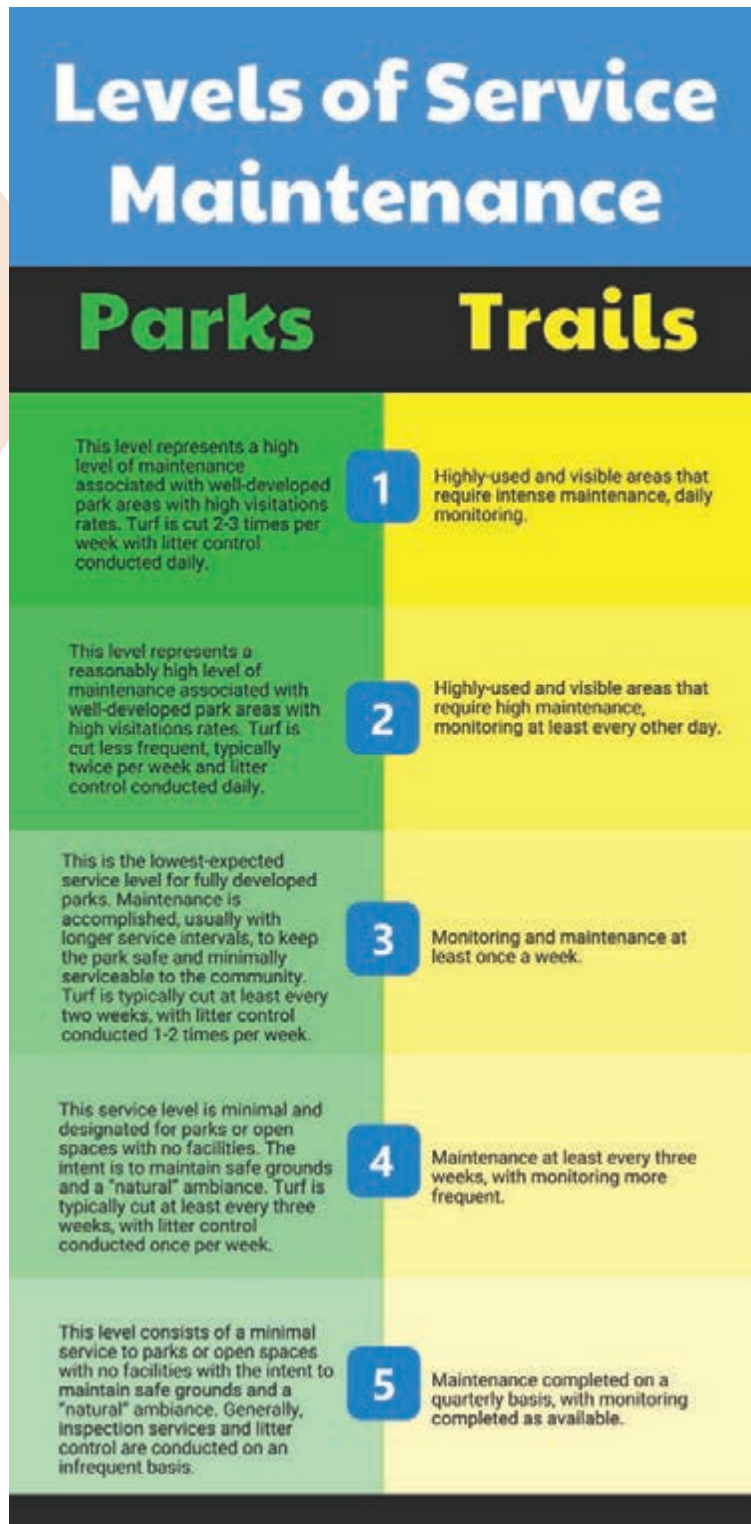 Levels of Service
Maintenance
Parks
Trails
This level represents a high
level of maintenance
associated with well-developed
park areas with high visitations
rates. Turf is cut 2-3 times per
week with litter control
conducted daily.
1
Highly-used and visible areas that
require intense maintenance, daily
monitoring.
This level represents a
reasonably high level of
maintenance associated with
well-developed park areas with
high visitations rates. Turf is
cut less frequent, typically
twice per week and litter
control conducted daily.
2
Highly-used and visible areas that
require high maintenance,
monitoring at least every other day.
This is the lowest-expected
service level for fully developed
parks. Maintenance is
accomplished, usually with
longer service intervals, to keep
the park safe and minimally
serviceable to the community.
Turf is typically cut at least every
two weeks, with litter control
conducted 1-2 times per week.
3
Monitoring and maintenance at
least once a week.
This service level is minimal and
designated for parks or open
spaces with no facilities. The
intent is to maintain safe grounds
and a "natural" ambiance. Turf is
typically cut at least every three
weeks, with litter control
conducted once per week.
4
Maintenance at least every three
weeks, with monitoring more
frequent.
This level consists of a minimal
service to parks or open spaces
with no facilities with the intent to
maintain safe grounds and a
"natural" ambiance. Generally,
inspection services and litter
control are conducted on an
infrequent basis.
5
Maintenance completed on a
quarterly basis, with monitoring
completed as available.